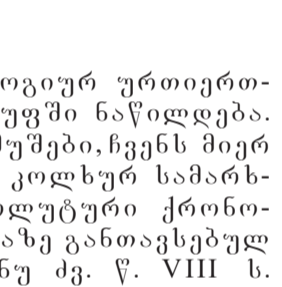 ოგიურ ურთიერთ-
უფში ნაწილდება.
უშები, ჩვენს მიერ
კოლხურ სამარხ-
ოლუტური ქრონო-
აზე განთავსებულ
ნუ ძვ. წ. VIII ს.